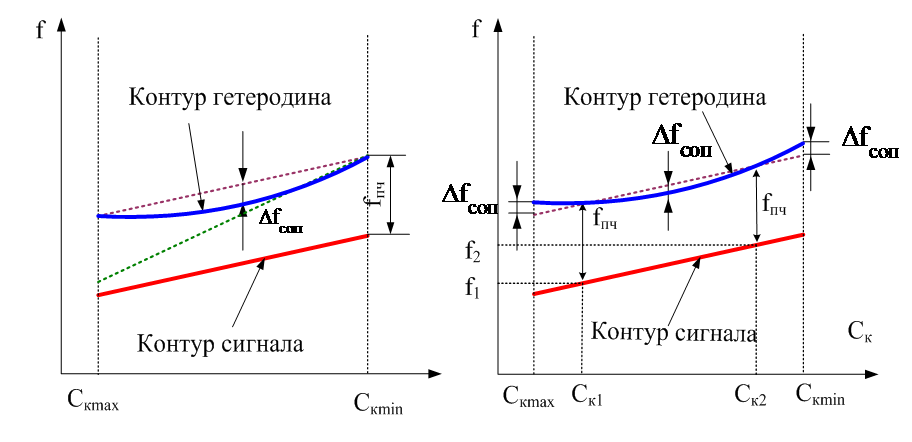 f
Контур гетеродина
Δfсоп
fпч
Контур сигнала
Cкmax
Cкmin
f
Контур гетеродина
Δfсоп
Δfсоп
Δfсоп
fпч
fпч
f2
f1
Контур сигнала
Cк
Cкmax
Cк1
Cк2
Cкmin